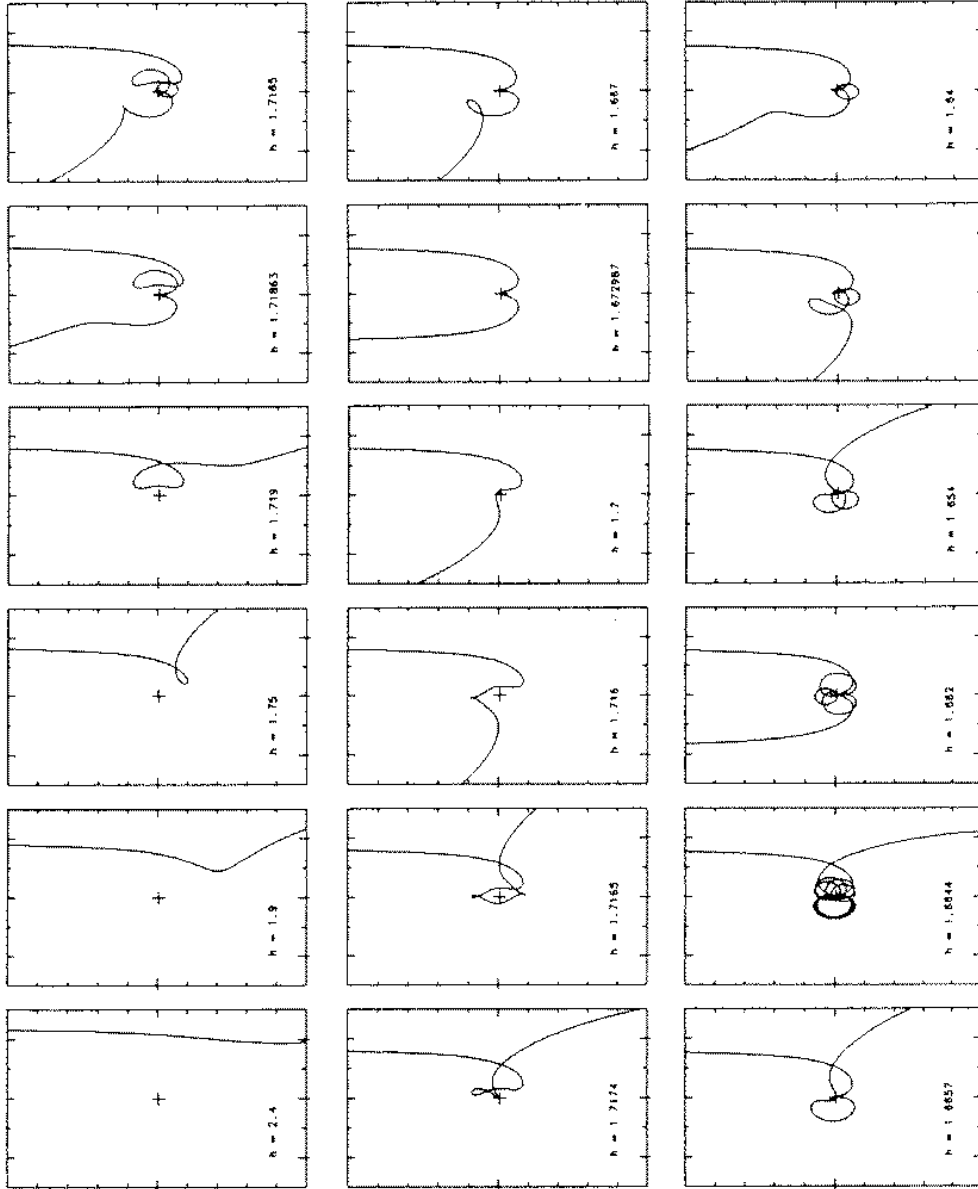 h = 2.4
h = 1.9
h = 1.75
h = 1.719
h = 1.71863
h = 1.7185
h = 1.7174
h = 1.7165
h = 1.716
h = 1.7
h = 1.672987
h = 1.667
h = 1.6657
h = 1.6644
h = 1.662
h = 1.654
h = 1.64